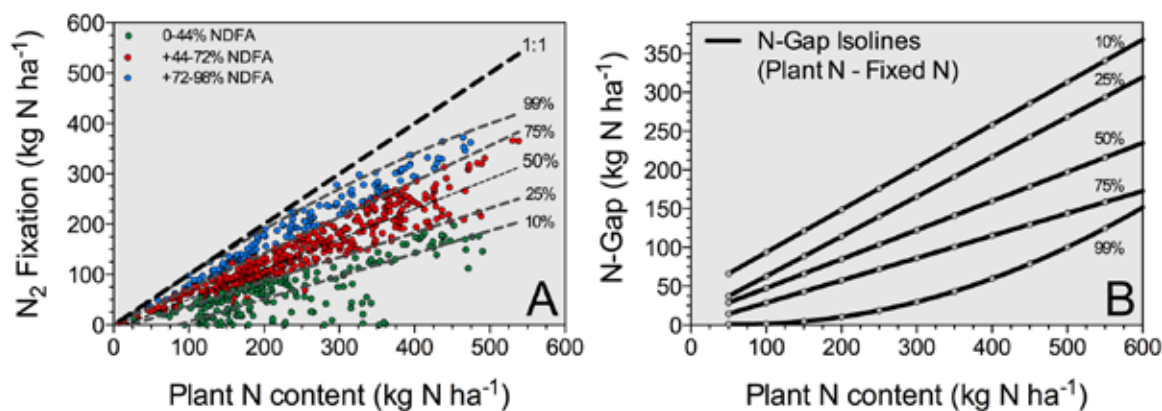 600
500
400
300
200
100
0
N₂ Fixation (kg N ha⁻¹)
0-44% NDFA
+44-72% NDFA
+72-98% NDFA
1:1
99%
75%
50%
25%
10%
A
0 100 200 300 400 500 600
Plant N content (kg N ha⁻¹)
350
300
250
200
150
100
50
0
N-Gap (kg N ha⁻¹)
N-Gap Isolines
(Plant N - Fixed N)
10%
25%
50%
75%
99%
B
0 100 200 300 400 500 600
Plant N content (kg N ha⁻¹)